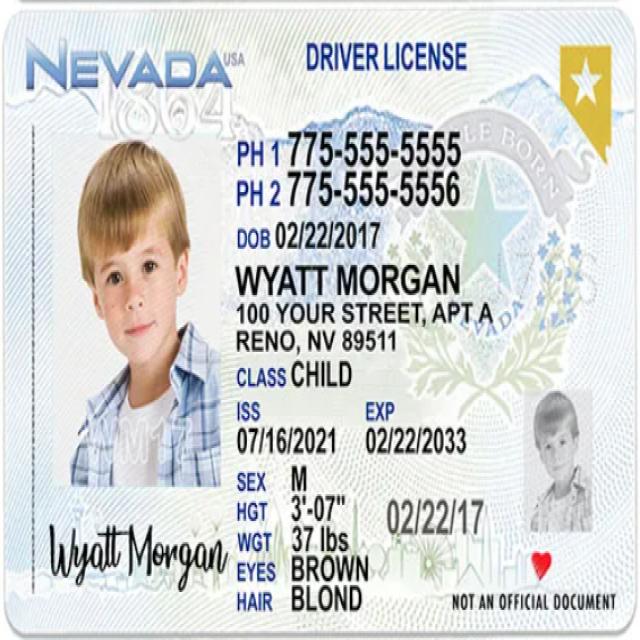 NEVADA USA
DRIVER LICENSE
1864
PH 1 775-555-5555
PH 2 775-555-5556
DOB 02/22/2017
WYATT MORGAN
100 YOUR STREET, APT A
RENO, NV 89511
CLASS CHILD
ISS EXP
07/16/2021 02/22/2033
SEX M
HGT 3'-07"
WGT 37 lbs
EYES BROWN
HAIR BLOND
02/22/17
Wyatt Morgan
NOT AN OFFICIAL DOCUMENT
BORN
NEVADA